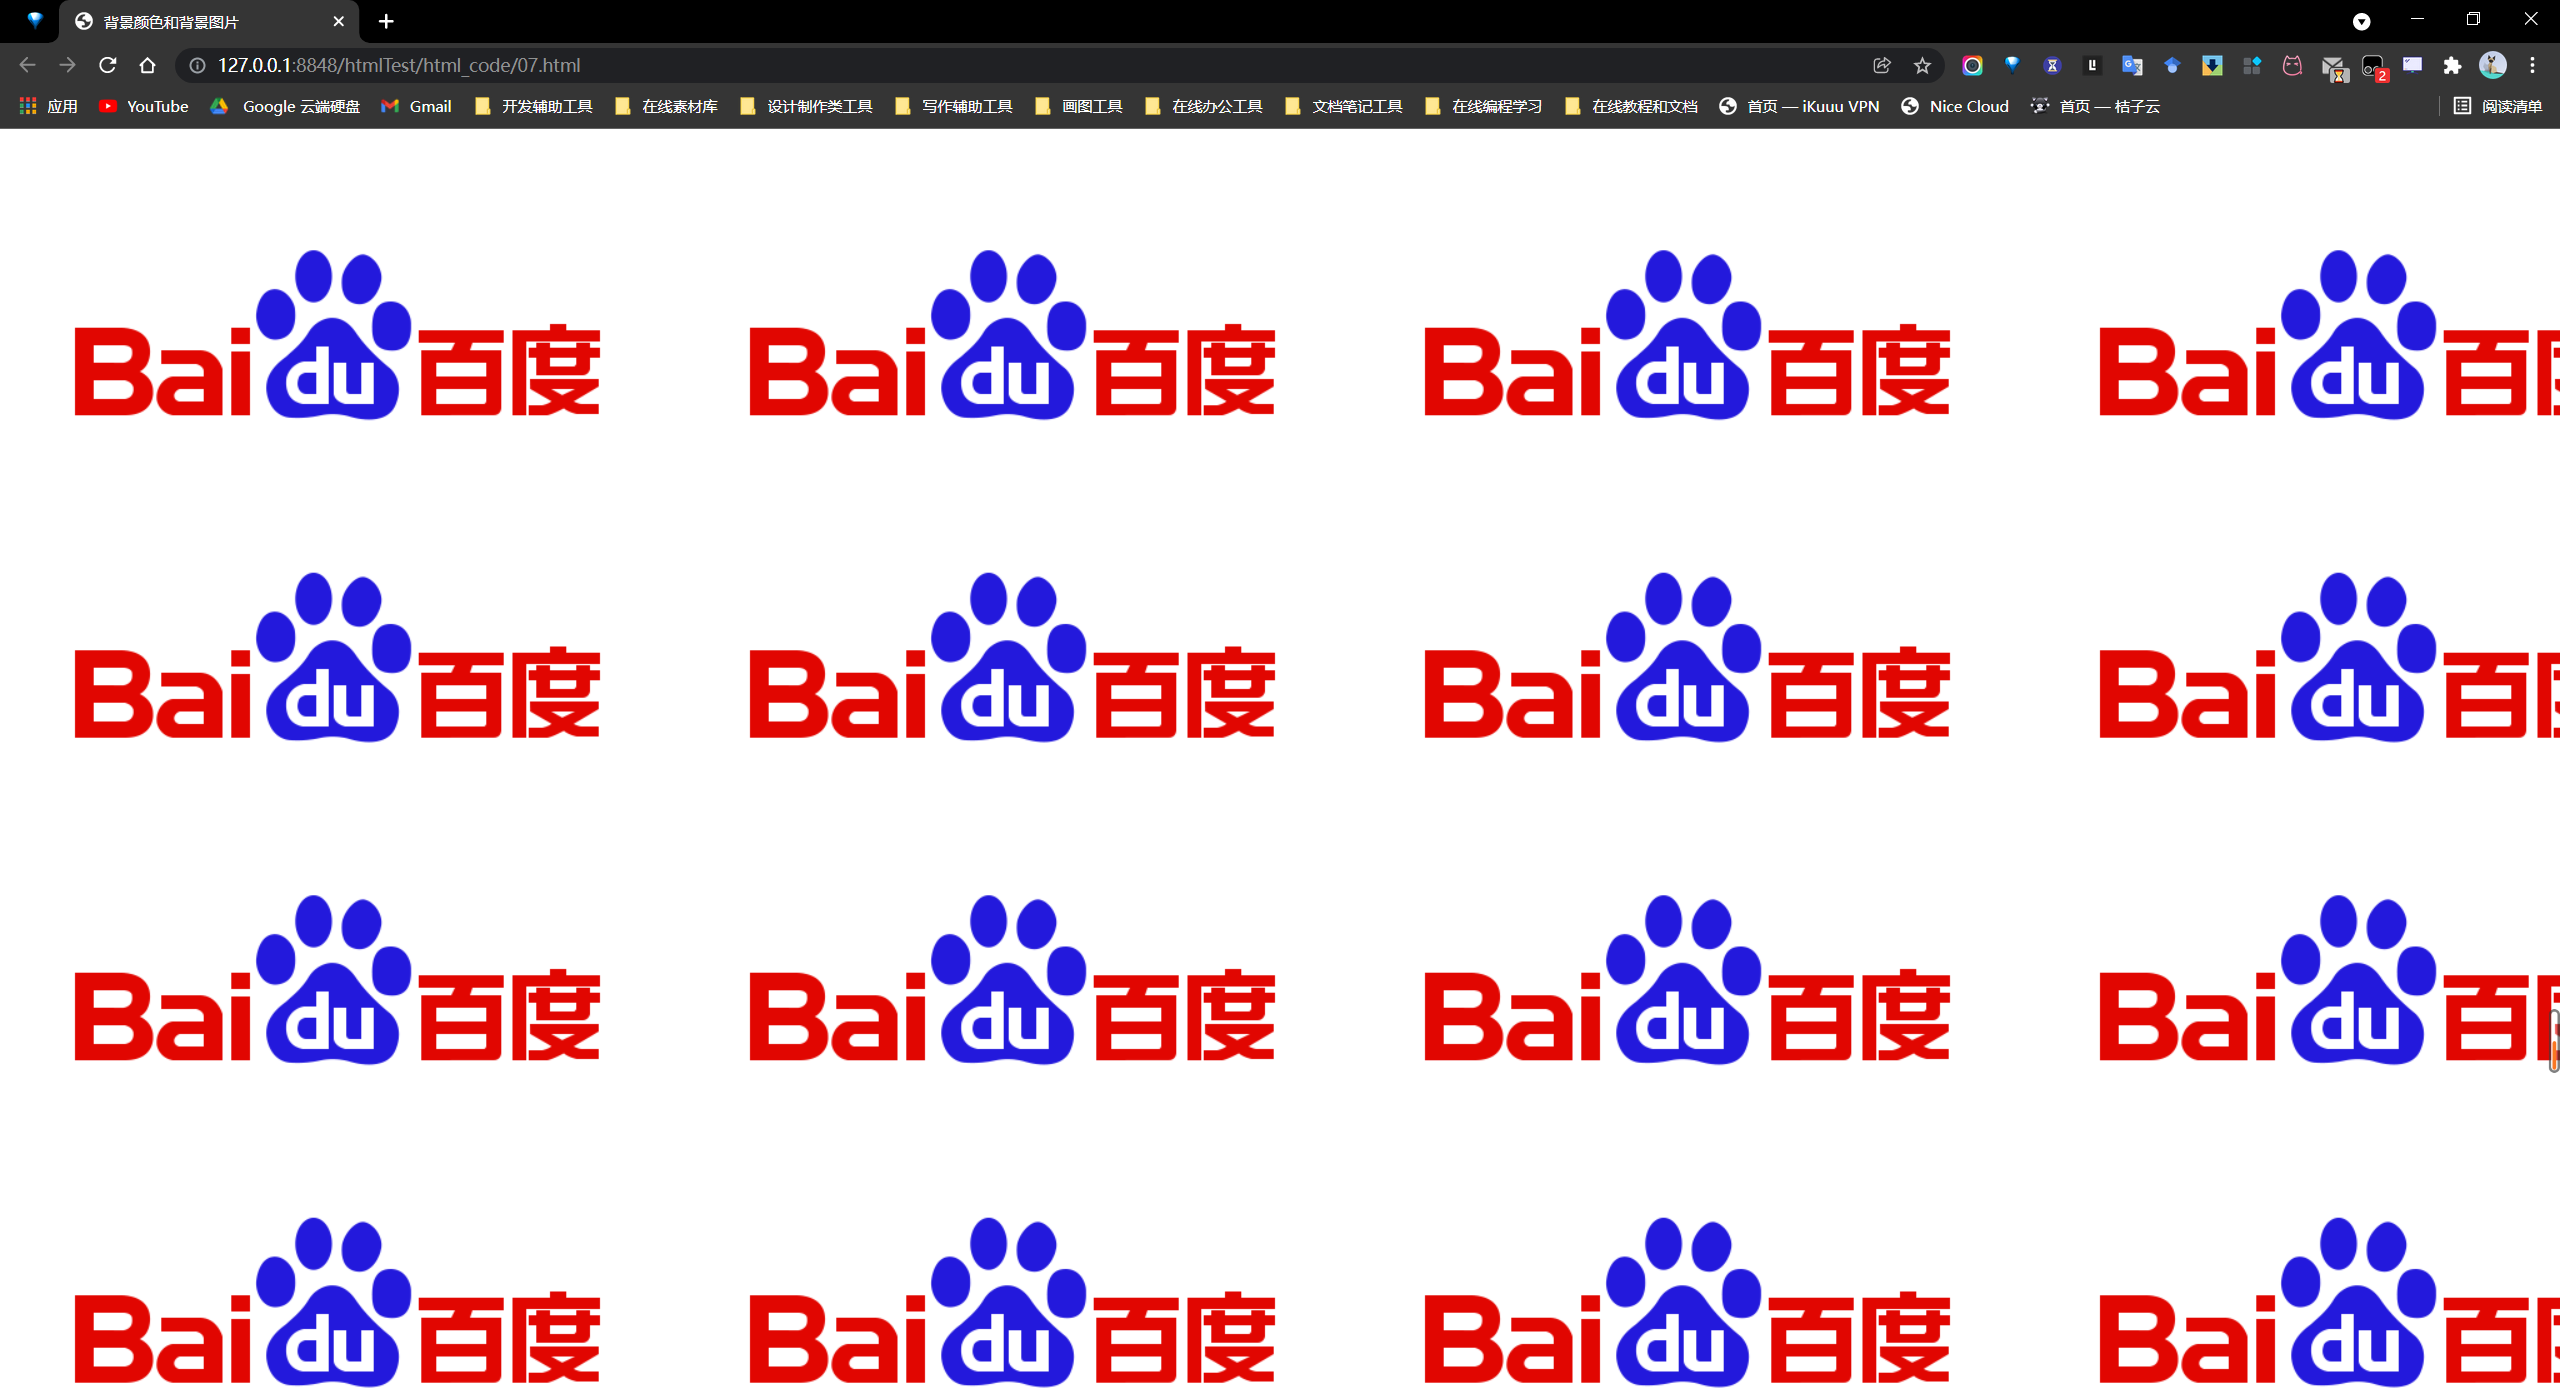 背景颜色和背景图片
127.0.0.1:8848/htmlTest/html_code/07.html
2
应用 YouTube Google 云端硬盘 Gmail 开发辅助工具 在线素材库 设计制作类工具 写作辅助工具 画图工具 在线办公工具 文档笔记工具 在线编程学习 在线教程和文档 首页 — iKuuu VPN Nice Cloud 首页 — 桔子云 阅读清单
Baidu百度 Baidu百度 Baidu百度 Baidu百
Baidu百度 Baidu百度 Baidu百度 Baidu百
Baidu百度 Baidu百度 Baidu百度 Baidu百
Baidu百度 Baidu百度 Baidu百度 Baidu百